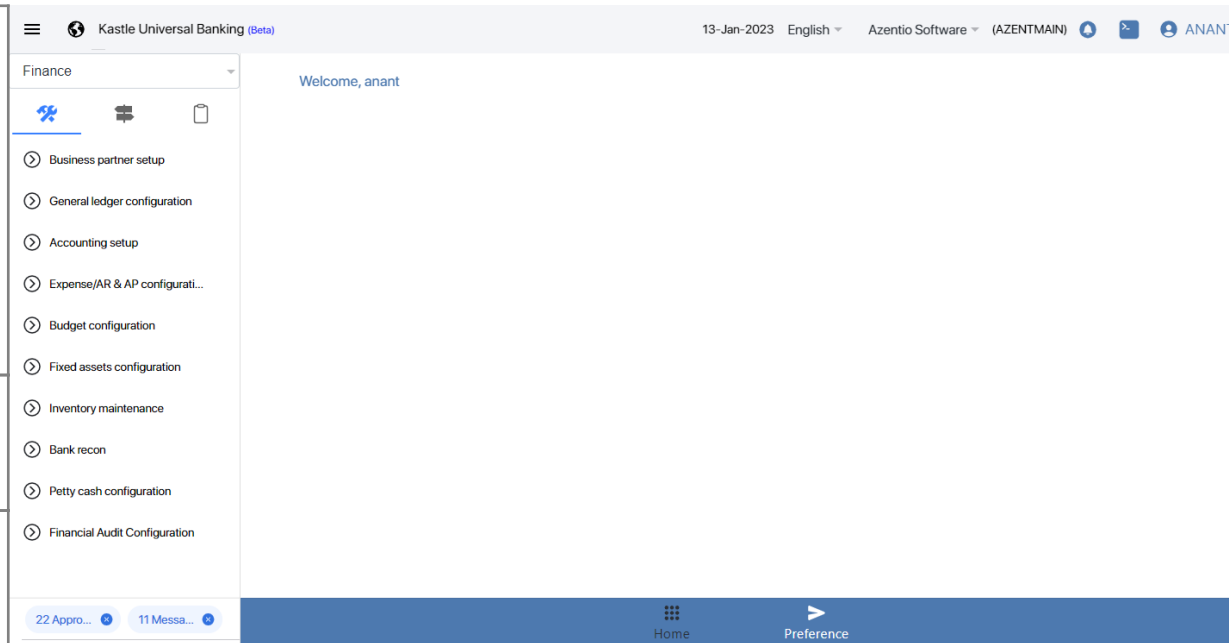 Kastle Universal Banking (Beta) 13-Jan-2023 English Azentio Software (AZENTMAIN) ANANT
Finance
Welcome, anant
Business partner setup
General ledger configuration
Accounting setup
Expense/AR & AP configurati...
Budget configuration
Fixed assets configuration
Inventory maintenance
Bank recon
Petty cash configuration
Financial Audit Configuration
22 Appro... 11 Messa...
Home Preference